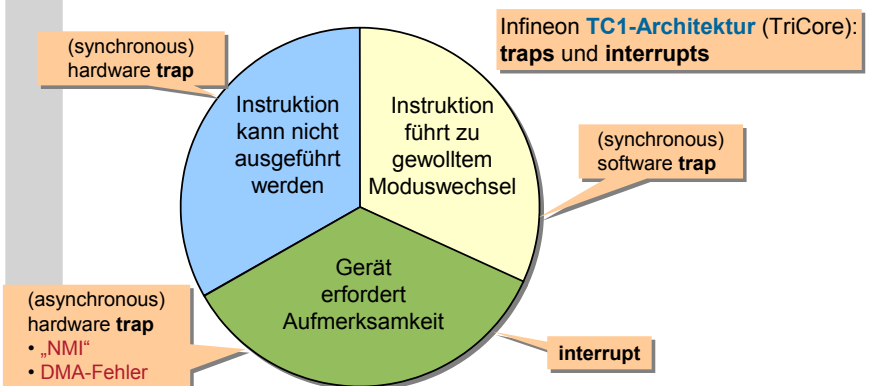 Infineon TC1-Architektur (TriCore):
traps und interrupts
(synchronous)
hardware trap
Instruktion
kann nicht
ausgeführt
werden
Instruktion
führt zu
gewolltem
Moduswechsel
(synchronous)
software trap
Gerät
erfordert
Aufmerksamkeit
(asynchronous)
hardware trap
• „NMI“
• DMA-Fehler
interrupt